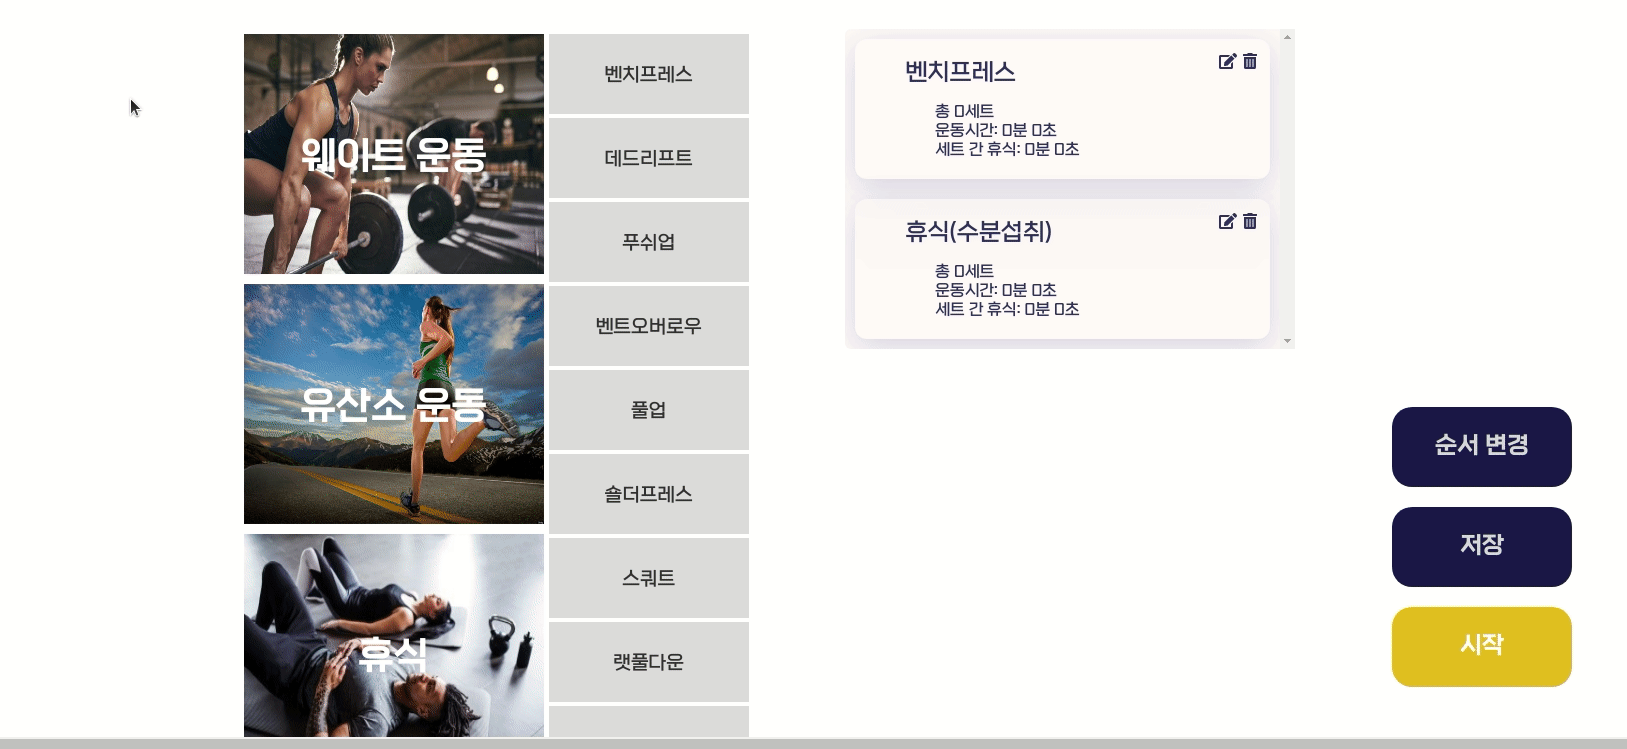 웨이트 운동
유산소 운동
휴식
벤치프레스
데드리프트
푸쉬업
벤트오버로우
풀업
숄더프레스
스쿼트
랫풀다운
벤치프레스
총 0세트
운동시간: 0분 0초
세트 간 휴식: 0분 0초
휴식(수분섭취)
총 0세트
운동시간: 0분 0초
세트 간 휴식: 0분 0초
순서 변경
저장
시작